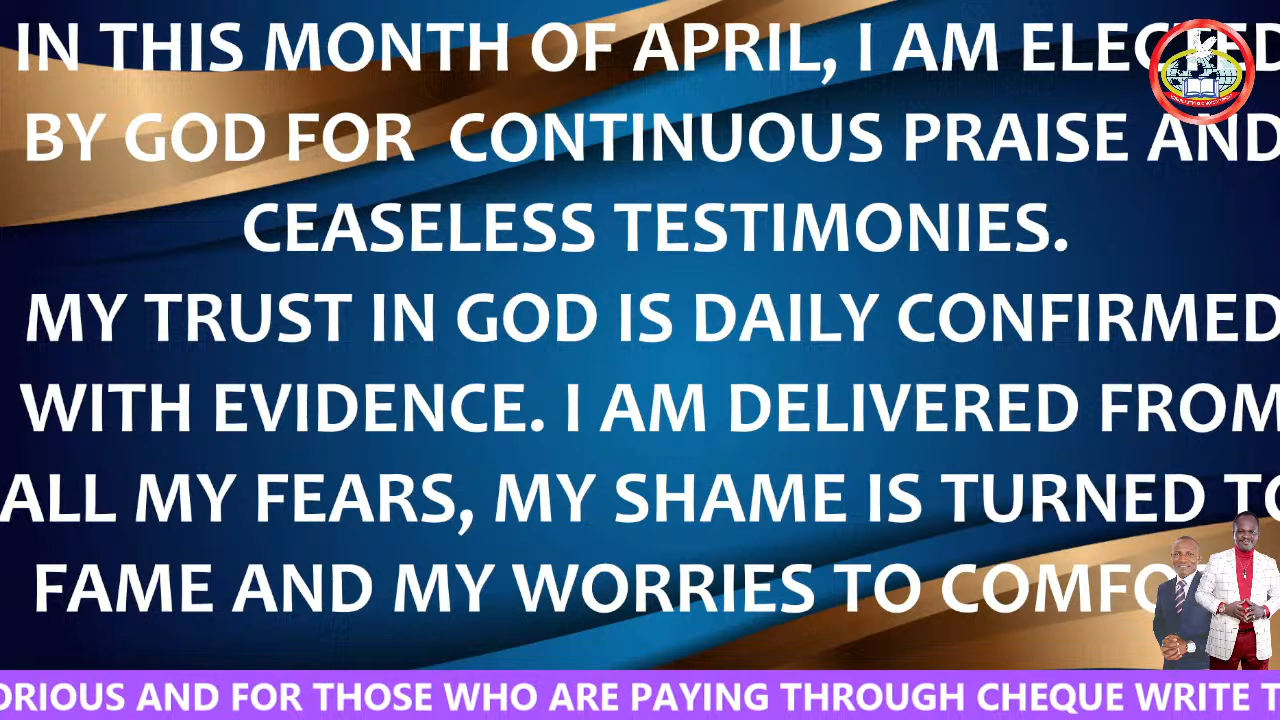 IN THIS MONTH OF APRIL, I AM ELECTED
BY GOD FOR CONTINUOUS PRAISE AND
CEASELESS TESTIMONIES.
MY TRUST IN GOD IS DAILY CONFIRMED
WITH EVIDENCE. I AM DELIVERED FROM
ALL MY FEARS, MY SHAME IS TURNED TO
FAME AND MY WORRIES TO COMFO
ORIOUS AND FOR THOSE WHO ARE PAYING THROUGH CHEQUE WRITE T